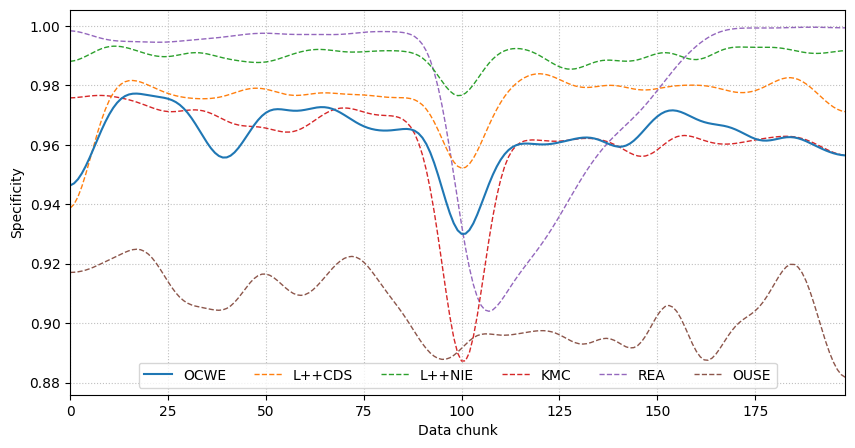 Specificity
1.00
0.98
0.96
0.94
0.92
0.90
0.88
OCWE L++CDS L++NIE KMC REA OUSE
0 25 50 75 100 125 150 175
Data chunk